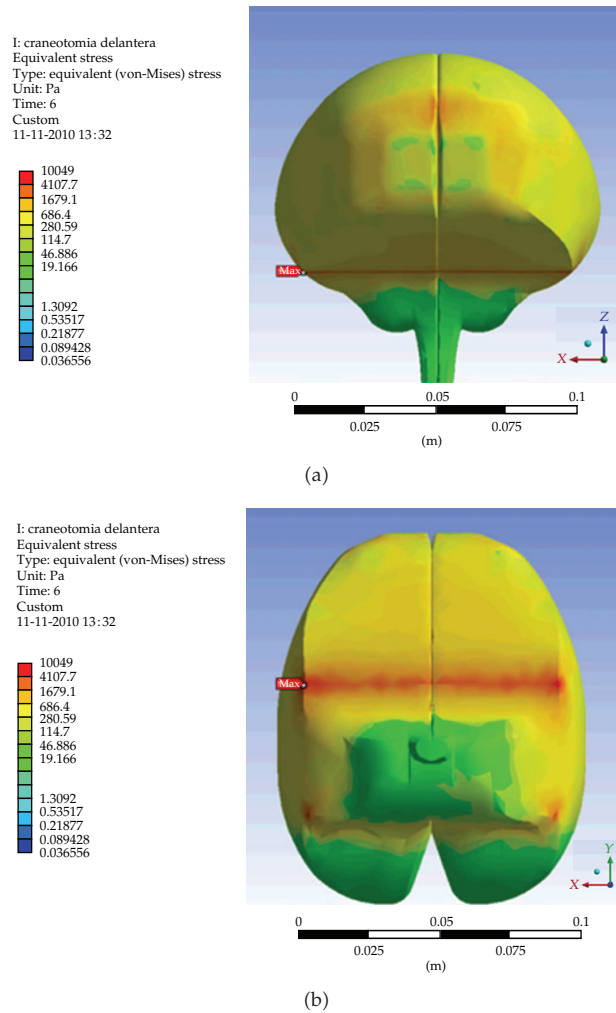 I: craneotomia delantera
Equivalent stress
Type: equivalent (von-Mises) stress
Unit: Pa
Time: 6
Custom
11-11-2010 13:32
10049
4107.7
1679.1
686.4
280.59
114.7
46.886
19.166
1.3092
0.53517
0.21877
0.089428
0.036556
Max
Z
X
0 0.05 0.1
0.025 0.075
(m)
(a)
I: craneotomia delantera
Equivalent stress
Type: equivalent (von-Mises) stress
Unit: Pa
Time: 6
Custom
11-11-2010 13:32
10049
4107.7
1679.1
686.4
280.59
114.7
46.886
19.166
1.3092
0.53517
0.21877
0.089428
0.036556
Max
Y
X
0 0.05 0.1
0.025 0.075
(m)
(b)